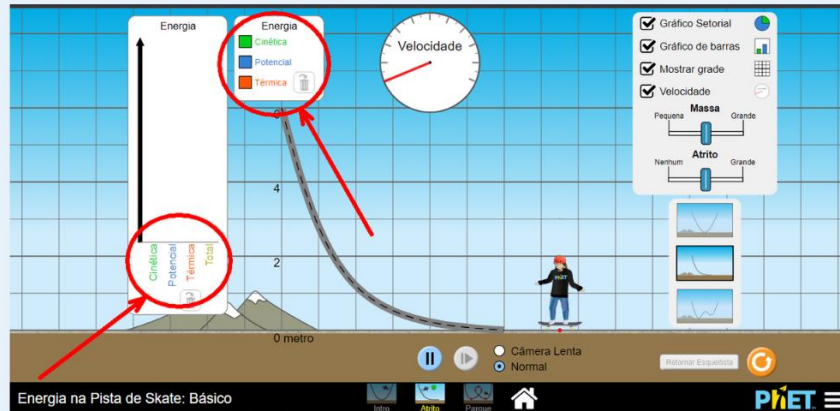 Energia
Cinética
Potencial
Térmica
Total
Energia
Cinética
Potencial
Térmica
Velocidade
Gráfico Setorial
Gráfico de barras
Mostrar grade
Velocidade
Massa
Pequena Grande
Atrito
Nenhum Grande
6
4
2
0 metro
PhET
Câmera Lenta
Normal
Retornar Esqueitista
Energia na Pista de Skate: Básico
Intro
Atrito
Parque
PhET